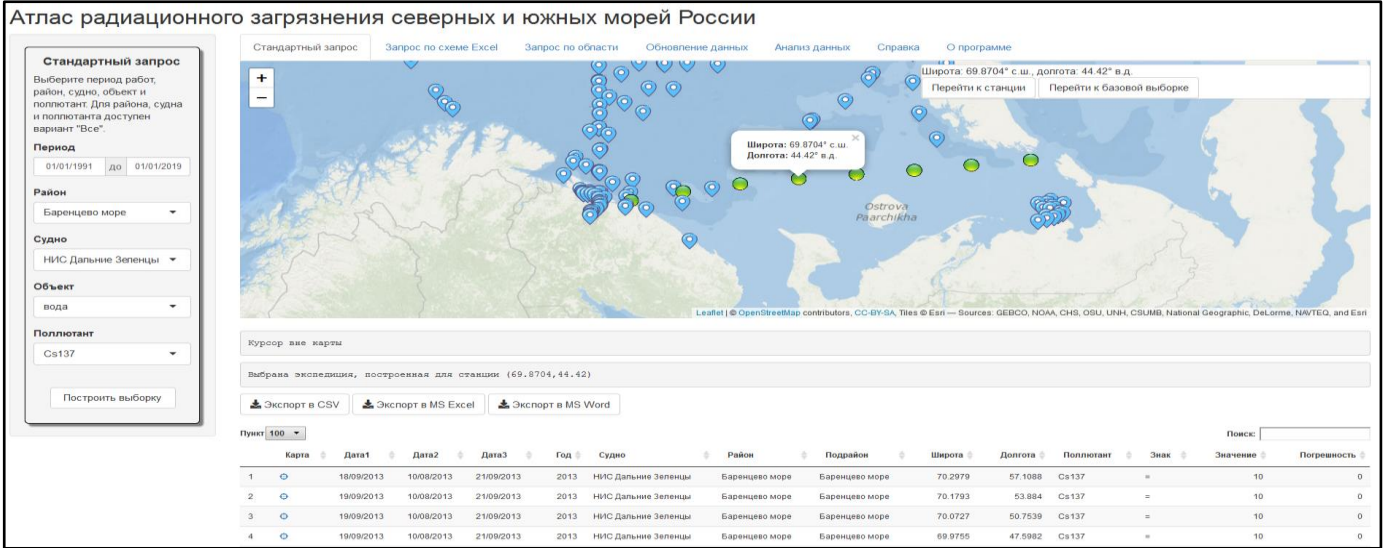 Атлас радиационного загрязнения северных и южных морей России
Стандартный запрос
Выберите период работ,
район, судно, объект и
поллютант. Для района, судна
и поллютанта доступен
вариант "Все".
Период
01/01/1991 до 01/01/2019
Район
Баренцево море
Судно
НИС Дальние Зеленцы
Объект
вода
Поллютант
Cs137
Построить выборку
Стандартный запрос Запрос по схеме Excel Запрос по области Обновление данных Анализ данных Справка О программе
+
−
Широта: 69.8704° с.ш., долгота: 44.42° в.д.
Перейти к станции Перейти к базовой выборке
Широта: 69.8704° с.ш. ×
Долгота: 44.42° в.д.
Ostrova
Paarchikha
Leaflet | © OpenStreetMap contributors, CC-BY-SA, Tiles © Esri — Sources: GEBCO, NOAA, CHS, OSU, UNH, CSUMB, National Geographic, DeLorme, NAVTEQ, and Esri
Курсор вне карты
Выбрана экспедиция, построенная для станции (69.8704,44.42)
Экспорт в CSV Экспорт в MS Excel Экспорт в MS Word
Пункт 100 Поиск:
Карта Дата1 Дата2 Дата3 Год Судно Район Подрайон Широта Долгота Поллютант Знак Значение Погрешность
1 18/09/2013 10/08/2013 21/09/2013 2013 НИС Дальние Зеленцы Баренцево море Баренцево море 70.2979 57.1088 Cs137 = 10 0
2 19/09/2013 10/08/2013 21/09/2013 2013 НИС Дальние Зеленцы Баренцево море Баренцево море 70.1793 53.884 Cs137 = 10 0
3 19/09/2013 10/08/2013 21/09/2013 2013 НИС Дальние Зеленцы Баренцево море Баренцево море 70.0727 50.7539 Cs137 = 10 0
4 19/09/2013 10/08/2013 21/09/2013 2013 НИС Дальние Зеленцы Баренцево море Баренцево море 69.9755 47.5982 Cs137 = 10 0